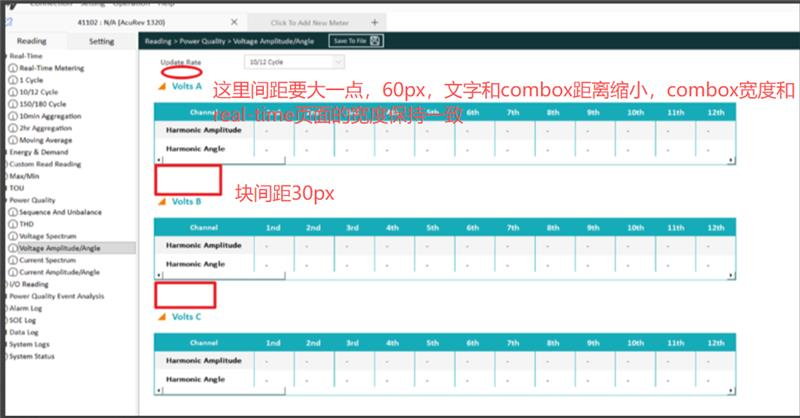 Connection Setting Operation Help
41102 : N/A (AcuRev 1320)
Click To Add New Meter
Reading Setting
Reading > Power Quality > Voltage Amplitude/Angle
Save To File
Real-Time
Real-Time Metering
1 Cycle
10/12 Cycle
150/180 Cycle
10min Aggregation
2hr Aggregation
Moving Average
Energy & Demand
Custom Read Reading
Max/Min
TOU
Power Quality
Sequence And Unbalance
THD
Voltage Spectrum
Voltage Amplitude/Angle
Current Spectrum
Current Amplitude/Angle
I/O Reading
Power Quality Event Analysis
Alarm Log
SOE Log
Data Log
System Logs
System Status
Update Rate 10/12 Cycle
这里间距要大一点，60px，文字和combox距离缩小，combox宽度和
real-time页面的宽度保持一致
Volts A
Channel 1nd 2nd 3rd 4th 5th 6th 7th 8th 9th 10th 11th 12th
Harmonic Amplitude - - - - - - - - - - - -
Harmonic Angle - - - - - - - - - - - -
块间距30px
Volts B
Channel 1nd 2nd 3rd 4th 5th 6th 7th 8th 9th 10th 11th 12th
Harmonic Amplitude - - - - - - - - - - - -
Harmonic Angle - - - - - - - - - - - -
Volts C
Channel 1nd 2nd 3rd 4th 5th 6th 7th 8th 9th 10th 11th 12th
Harmonic Amplitude - - - - - - - - - - - -
Harmonic Angle - - - - - - - - - - - -